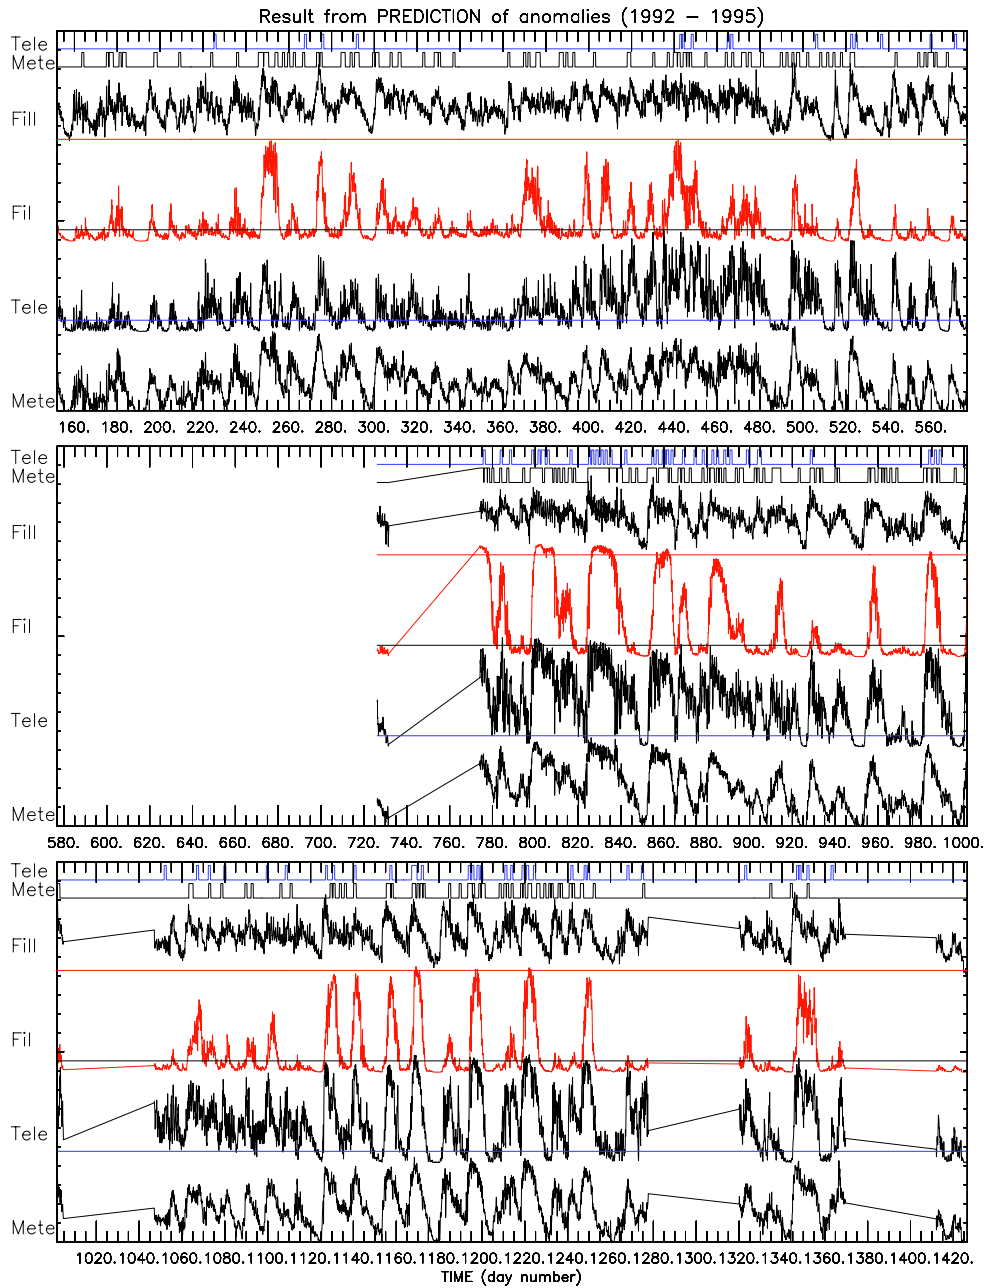 Result from PREDICTION of anomalies (1992 - 1995)
Tele
Mete
Fill
Fil
Tele
Mete
160. 180. 200. 220. 240. 260. 280. 300. 320. 340. 360. 380. 400. 420. 440. 460. 480. 500. 520. 540. 560.
Tele
Mete
Fill
Fil
Tele
Mete
580. 600. 620. 640. 660. 680. 700. 720. 740. 760. 780. 800. 820. 840. 860. 880. 900. 920. 940. 960. 980. 1000.
Tele
Mete
Fill
Fil
Tele
Mete
1020. 1040. 1060. 1080. 1100. 1120. 1140. 1160. 1180. 1200. 1220. 1240. 1260. 1280. 1300. 1320. 1340. 1360. 1380. 1400. 1420.
TIME (day number)